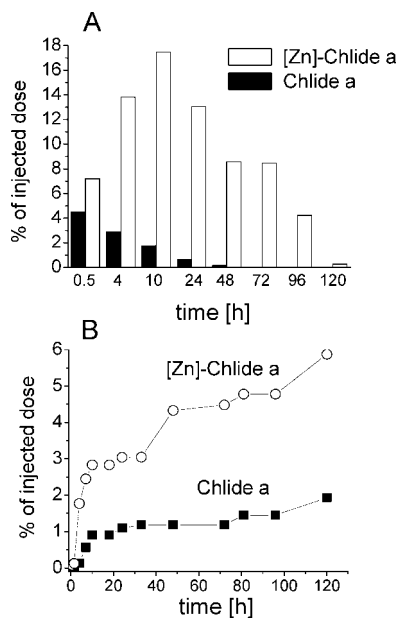 A
[Zn]-Chlide a
Chlide a
% of injected dose
18
16
14
12
10
8
6
4
2
0
0.5 4 10 24 48 72 96 120
time [h]
B
% of injected dose
6
5
4
3
2
1
0
[Zn]-Chlide a
Chlide a
0 20 40 60 80 100 120
time [h]